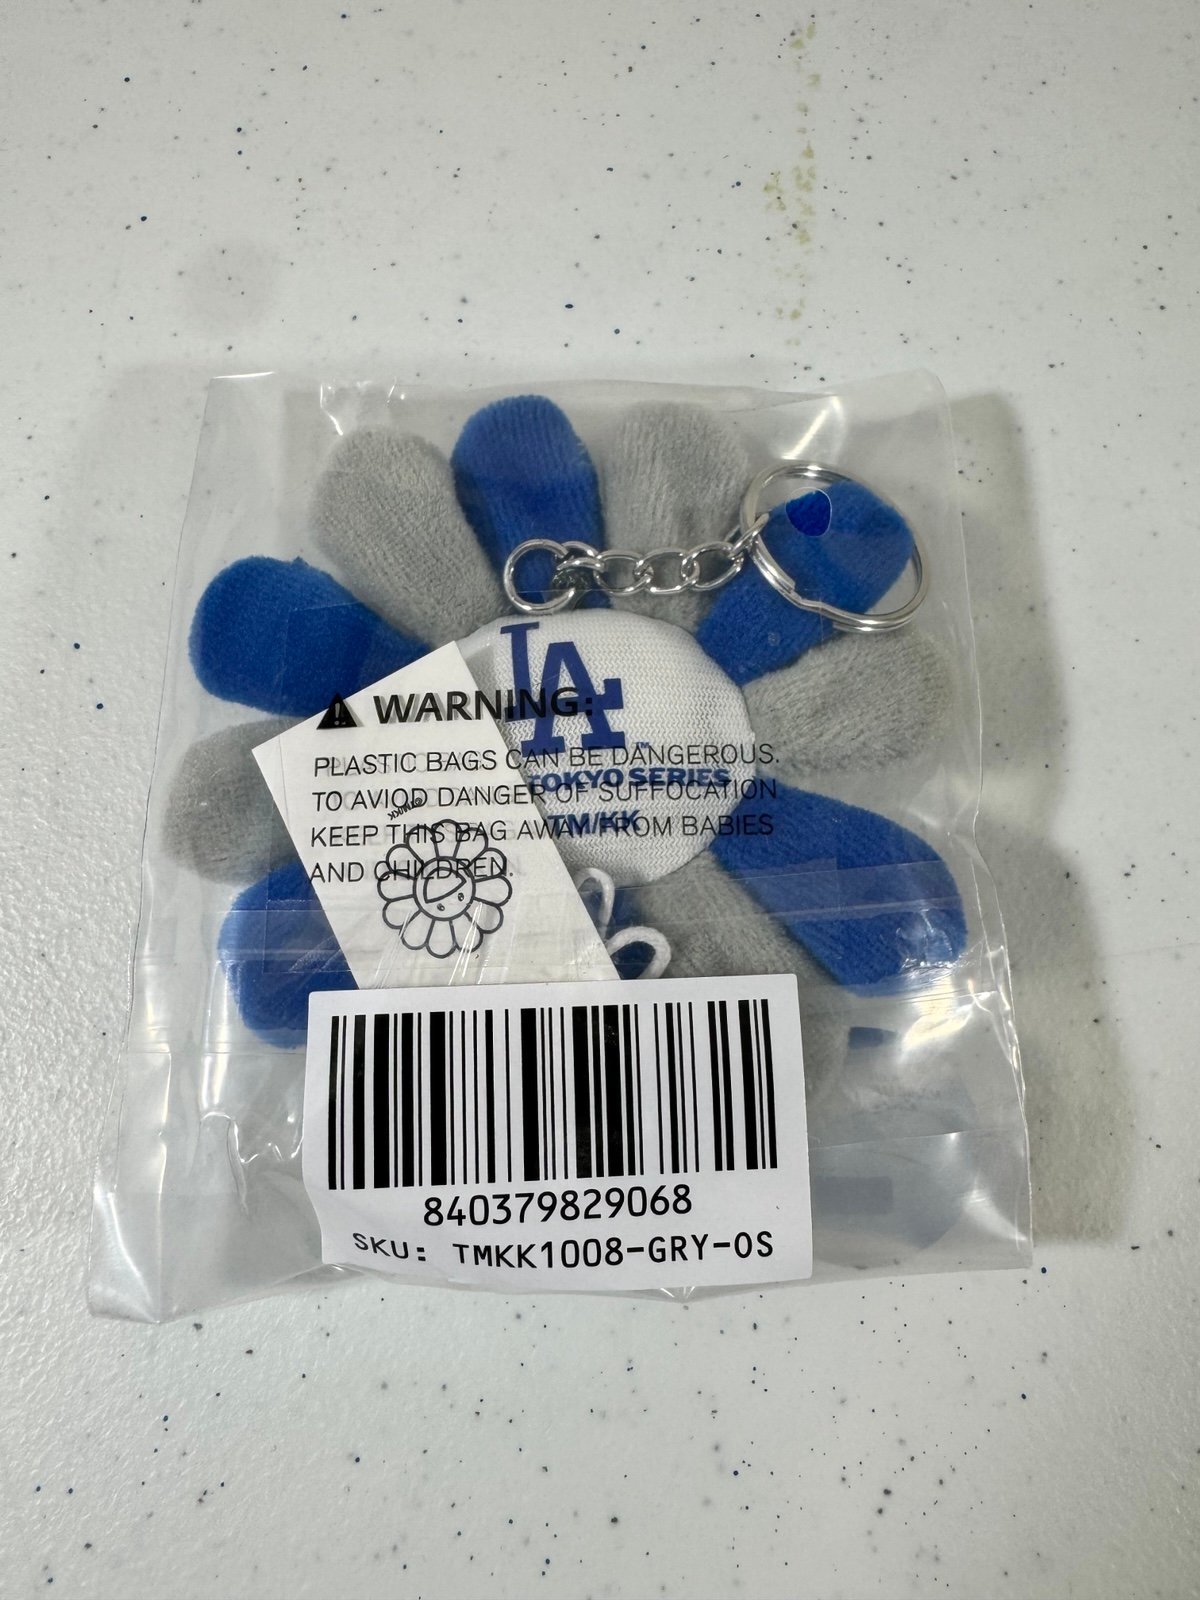 LA
WARNING:
PLASTIC BAGS CAN BE DANGEROUS.
TO AVIOD DANGER OF SUFFOCATION
KEEP THIS BAG AWAY FROM BABIES
AND CHILDREN.
TOKYO SERIES
TM/KK
840379829068
SKU: TMKK1008-GRY-OS